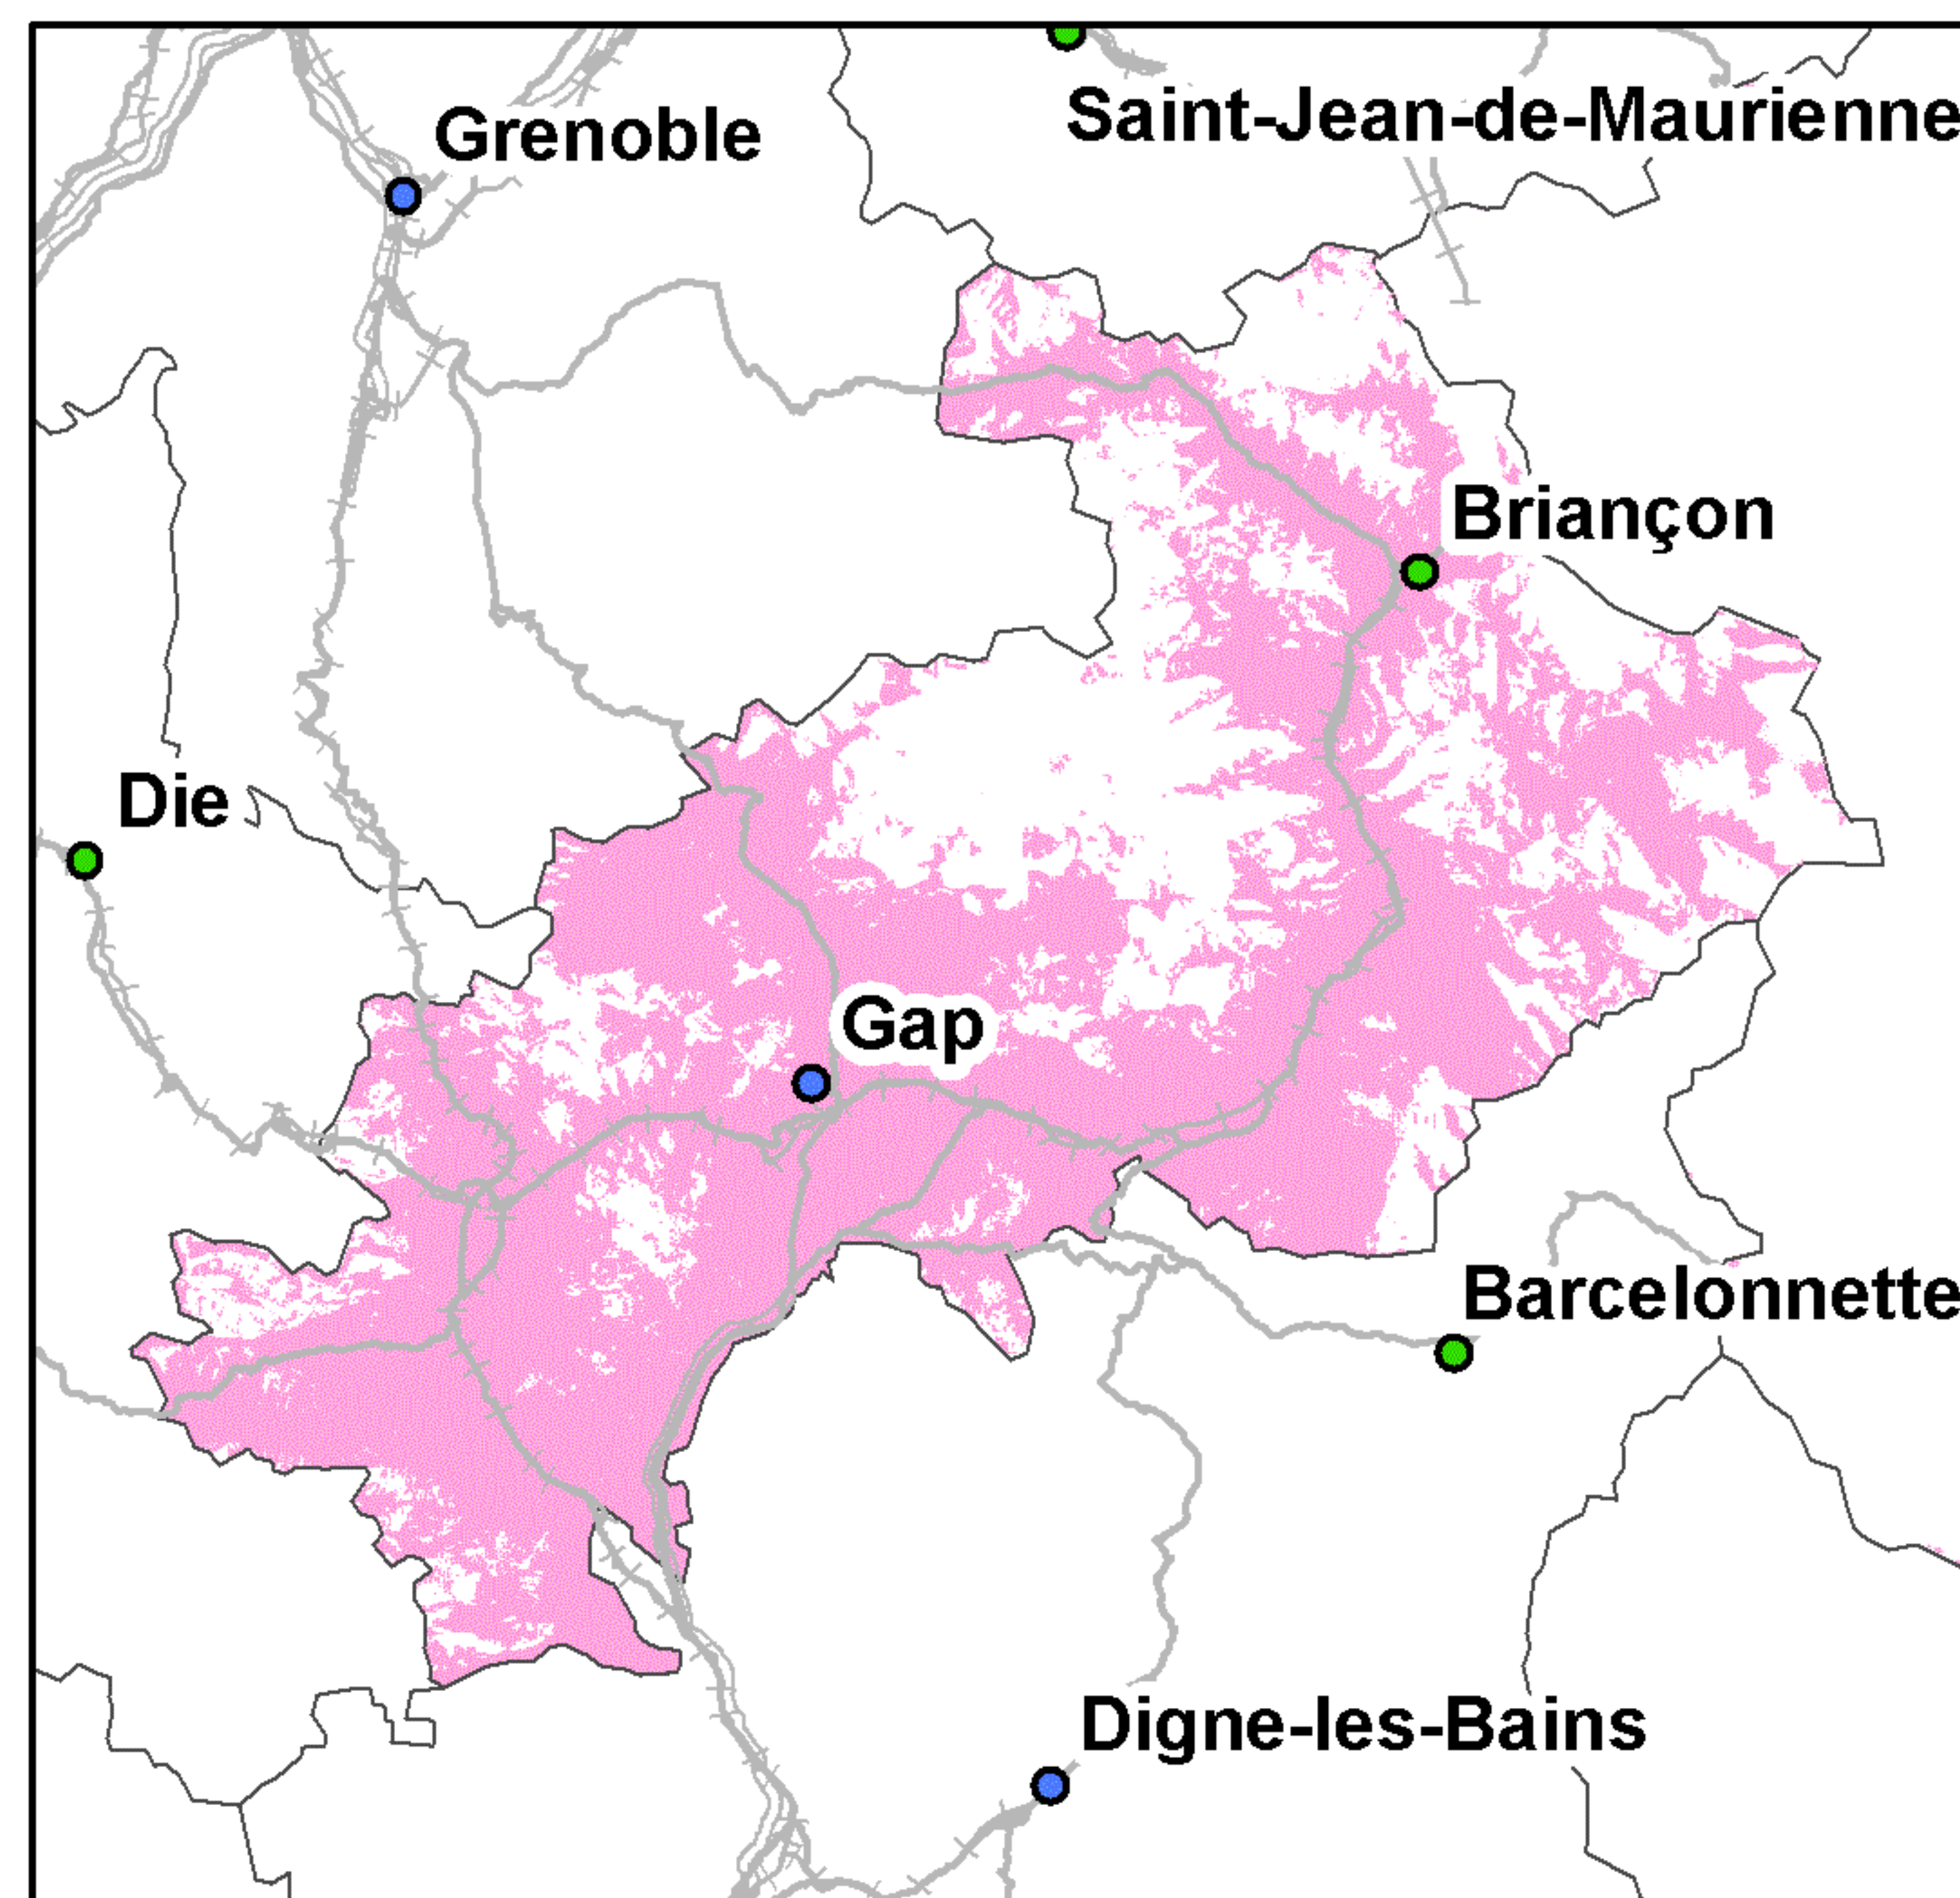 Saint-Jean-de-Maurienne
Grenoble
Briançon
Die
Gap
Barcelonnette
Digne-les-Bains